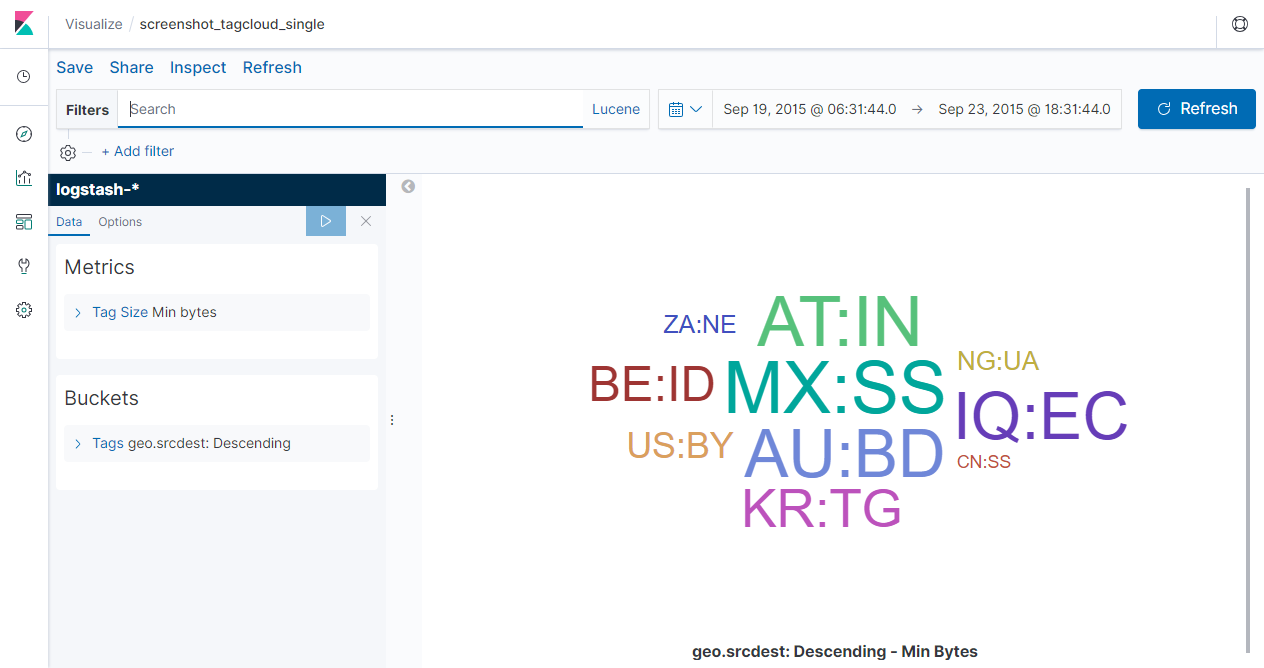 Visualize / screenshot_tagcloud_single
Save Share Inspect Refresh
Filters Search Lucene Sep 19, 2015 @ 06:31:44.0 → Sep 23, 2015 @ 18:31:44.0 Refresh
+ Add filter
logstash-*
Data Options
Metrics
Tag Size Min bytes
Buckets
Tags geo.srcdest: Descending
ZA:NE AT:IN
BE:ID MX:SS NG:UA
IQ:EC
US:BY AU:BD CN:SS
KR:TG
geo.srcdest: Descending - Min Bytes